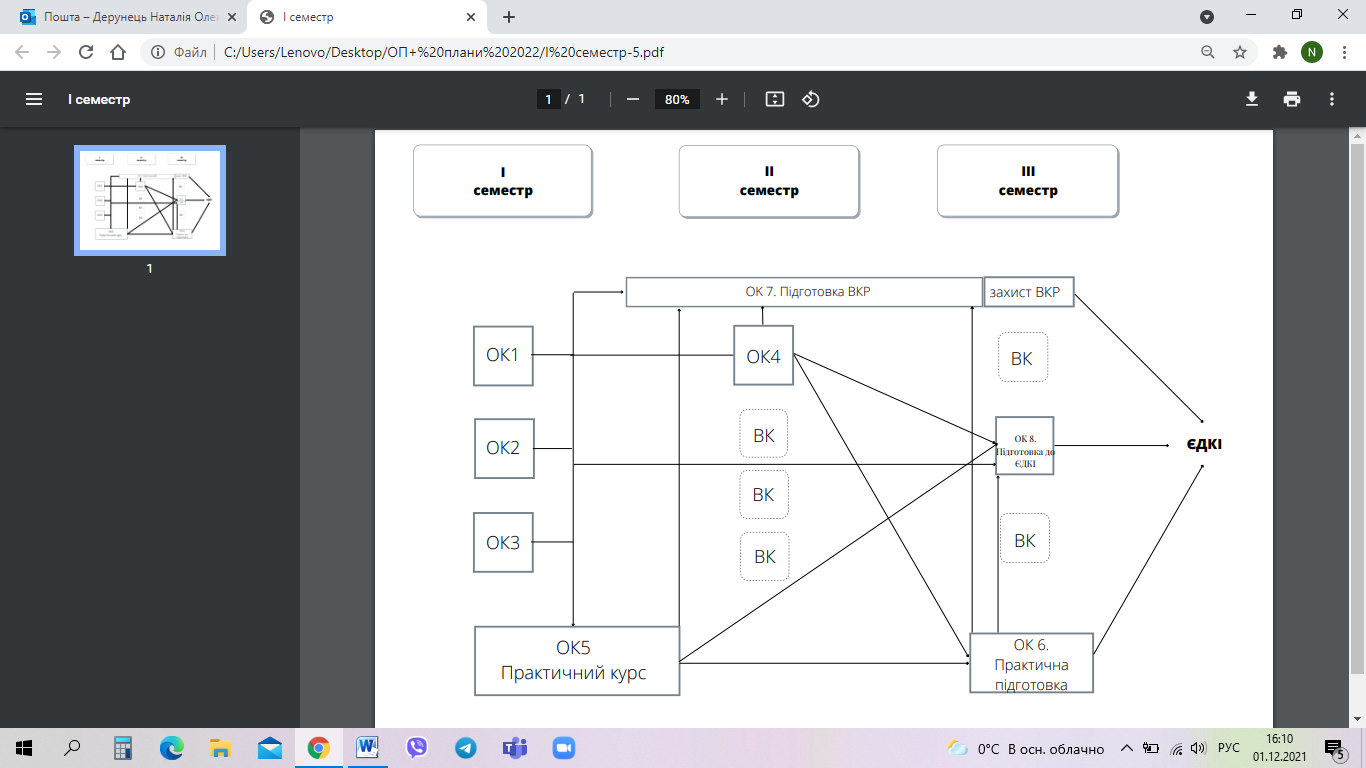 Пошта – Дерунець Наталія Олен
І семестр
Файл
C:/Users/Lenovo/Desktop/ОП+%20плани%202022/І%20семестр-5.pdf
N
І семестр
1 / 1
80%
1
І
семестр
ІІ
семестр
ІІІ
семестр
ОК 7. Підготовка ВКР
захист ВКР
ОК1
ОК4
ВК
ОК2
ВК
ОК 8.
Підготовка до
ЄДКІ
ЄДКІ
ВК
ОК3
ВК
ВК
ОК5
Практичний курс
ОК 6.
Практична
підготовка
0°C В осн. облачно
РУС
16:10
01.12.2021
5